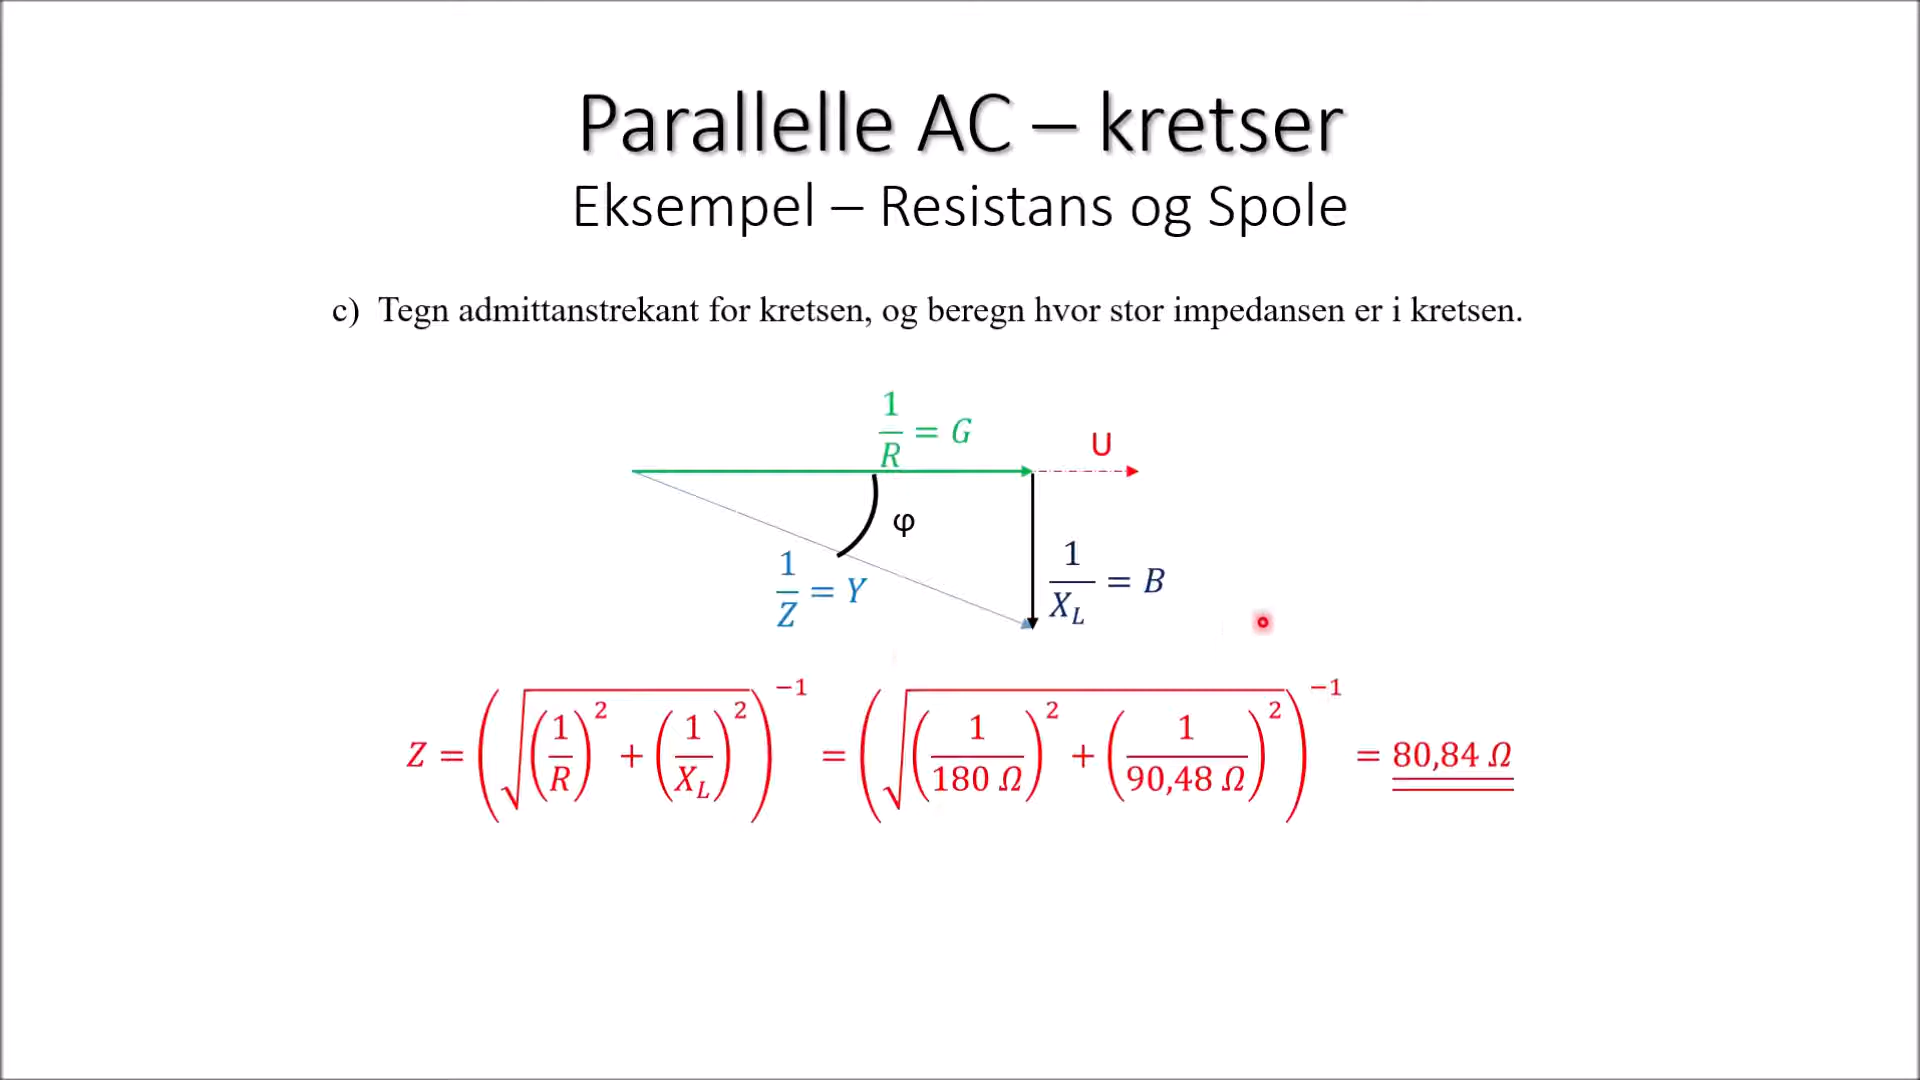 Parallelle AC – kretser
Eksempel – Resistans og Spole
c) Tegn admittanstrekant for kretsen, og beregn hvor stor impedansen er i kretsen.
1/R = G
U
φ
1/Z = Y
1/X_L = B
Z = (√((1/R)² + (1/X_L)²))⁻¹ = (√((1/180 Ω)² + (1/90,48 Ω)²))⁻¹ = 80,84 Ω